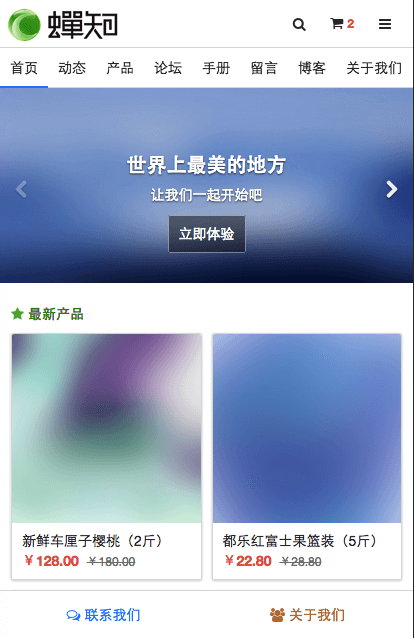 蟬知
2
首页 动态 产品 论坛 手册 留言 博客 关于我们
世界上最美的地方
让我们一起开始吧
立即体验
最新产品
新鲜车厘子樱桃（2斤）
￥128.00 ￥180.00
都乐红富士果篮装（5斤）
￥22.80 ￥28.80
联系我们 关于我们